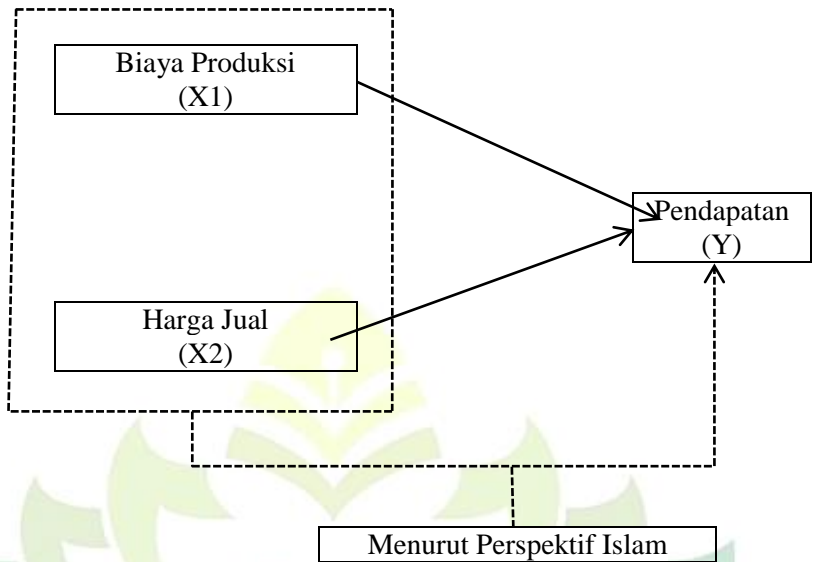 Biaya Produksi
(X1)
Pendapatan
(Y)
Harga Jual
(X2)
Menurut Perspektif Islam